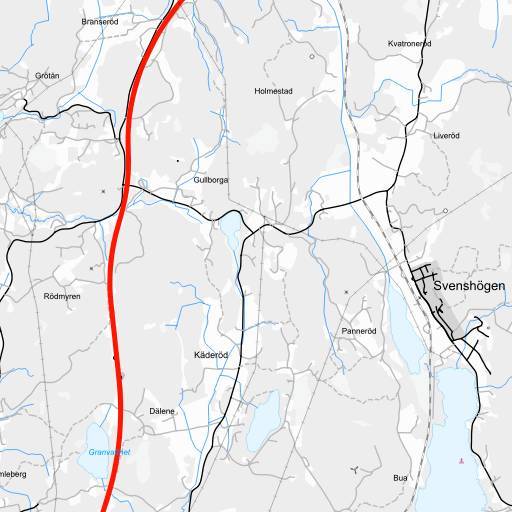 Branseröd
Kvatroneröd
Grötån
Holmestad
Liveröd
Gullborga
Svenshögen
Rödmyren
Panneröd
Käderöd
Dälene
Granvattnet
mleberg
Bua